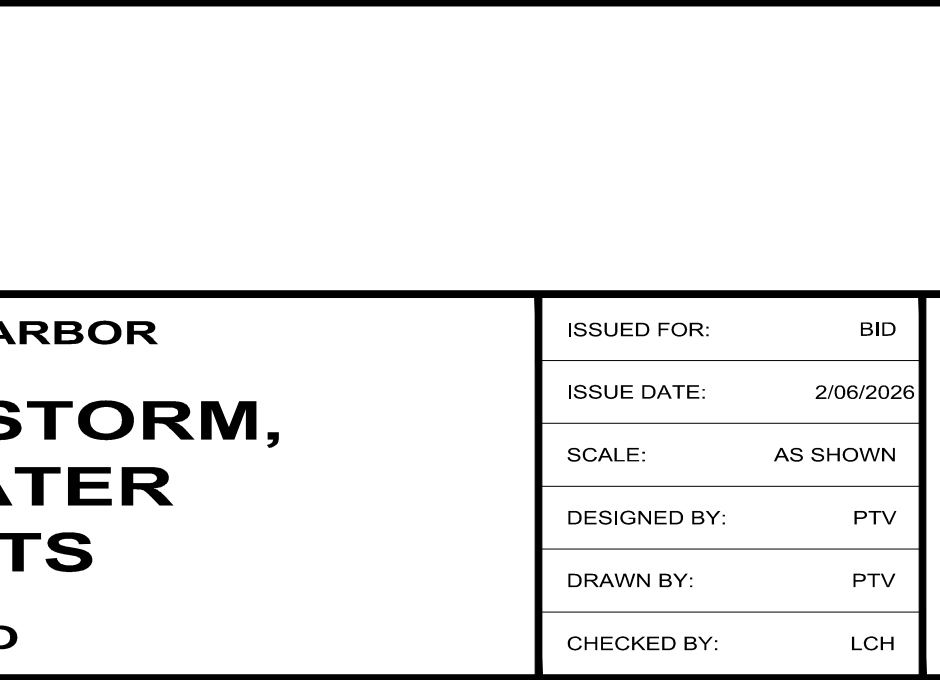 ARBOR
STORM,
ATER
TS
ISSUED FOR: BID
ISSUE DATE: 2/06/2026
SCALE: AS SHOWN
DESIGNED BY: PTV
DRAWN BY: PTV
CHECKED BY: LCH